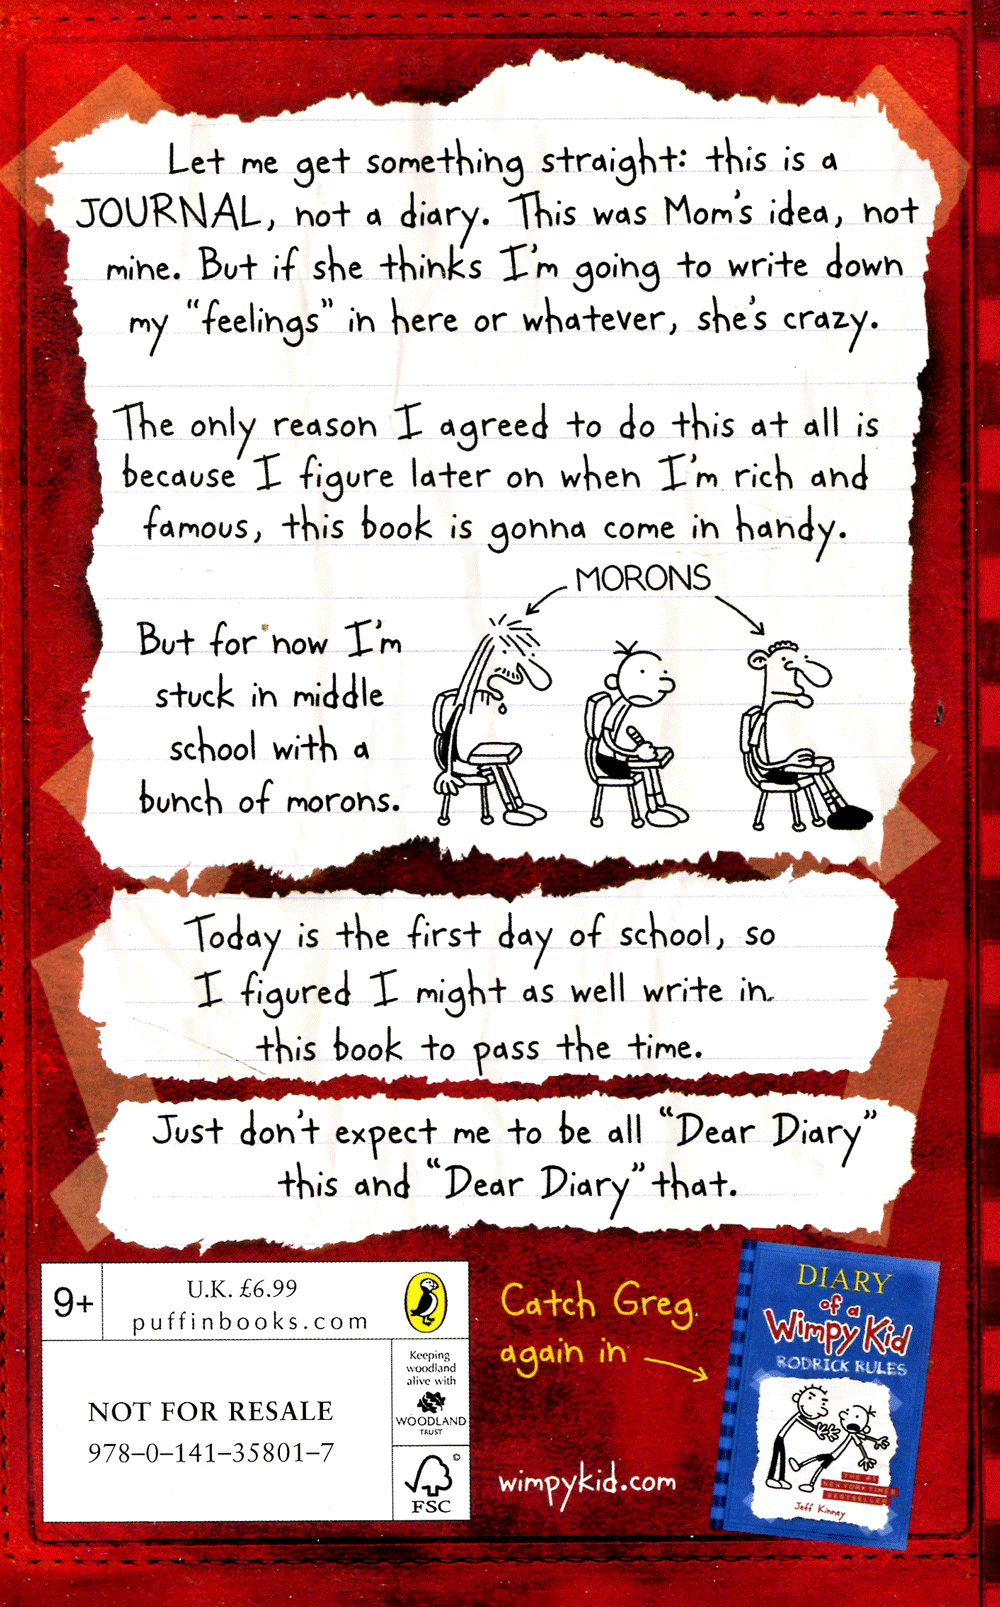 Let me get something straight: this is a
JOURNAL, not a diary. This was Mom's idea, not
mine. But if she thinks I'm going to write down
my "feelings" in here or whatever, she's crazy.
The only reason I agreed to do this at all is
because I figure later on when I'm rich and
famous, this book is gonna come in handy.
MORONS
But for now I'm
stuck in middle
school with a
bunch of morons.
Today is the first day of school, so
I figured I might as well write in
this book to pass the time.
Just don't expect me to be all "Dear Diary"
this and "Dear Diary" that.
9+
U.K. £6.99
puffinbooks.com
NOT FOR RESALE
978–0–141–35801–7
Keeping
woodland
alive with
WOODLAND
TRUST
©
FSC
Catch Greg
again in
wimpykid.com
DIARY
of a
Wimpy Kid
RODRICK RULES
THE #1
NEW YORK TIMES
BESTSELLER
Jeff Kinney